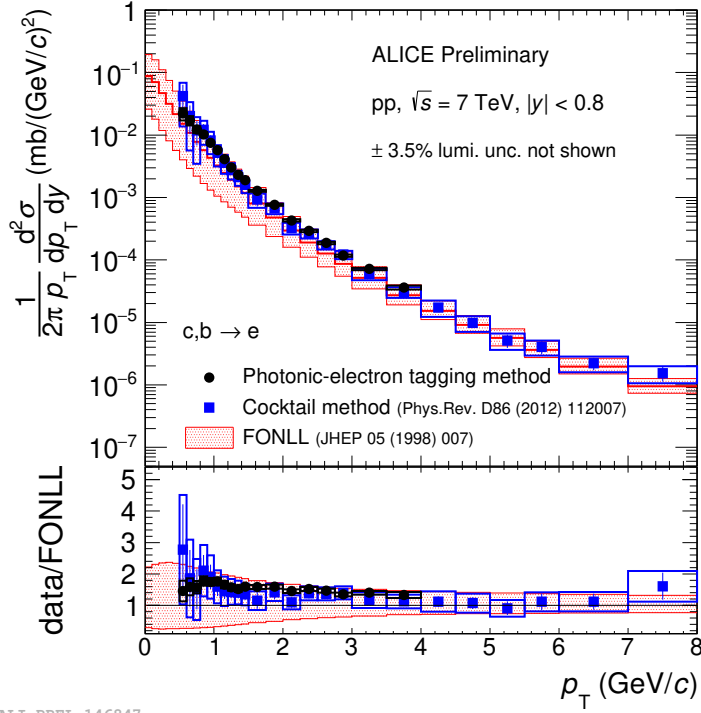 ALICE Preliminary
pp, √s = 7 TeV, |y| < 0.8
± 3.5% lumi. unc. not shown
1/(2π p_T) d²σ/(dp_T dy) (mb/(GeV/c)²)
1
10⁻¹
10⁻²
10⁻³
10⁻⁴
10⁻⁵
10⁻⁶
10⁻⁷
c,b → e
Photonic-electron tagging method
Cocktail method (Phys.Rev. D86 (2012) 112007)
FONLL (JHEP 05 (1998) 007)
data/FONLL
5
4
3
2
1
0 1 2 3 4 5 6 7 8
p_T (GeV/c)